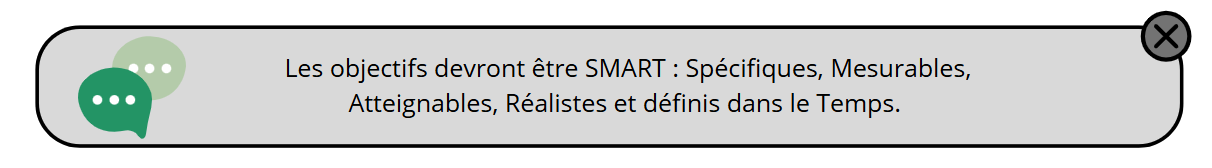 Les objectifs devront être SMART : Spécifiques, Mesurables,
Atteignables, Réalistes et définis dans le Temps.